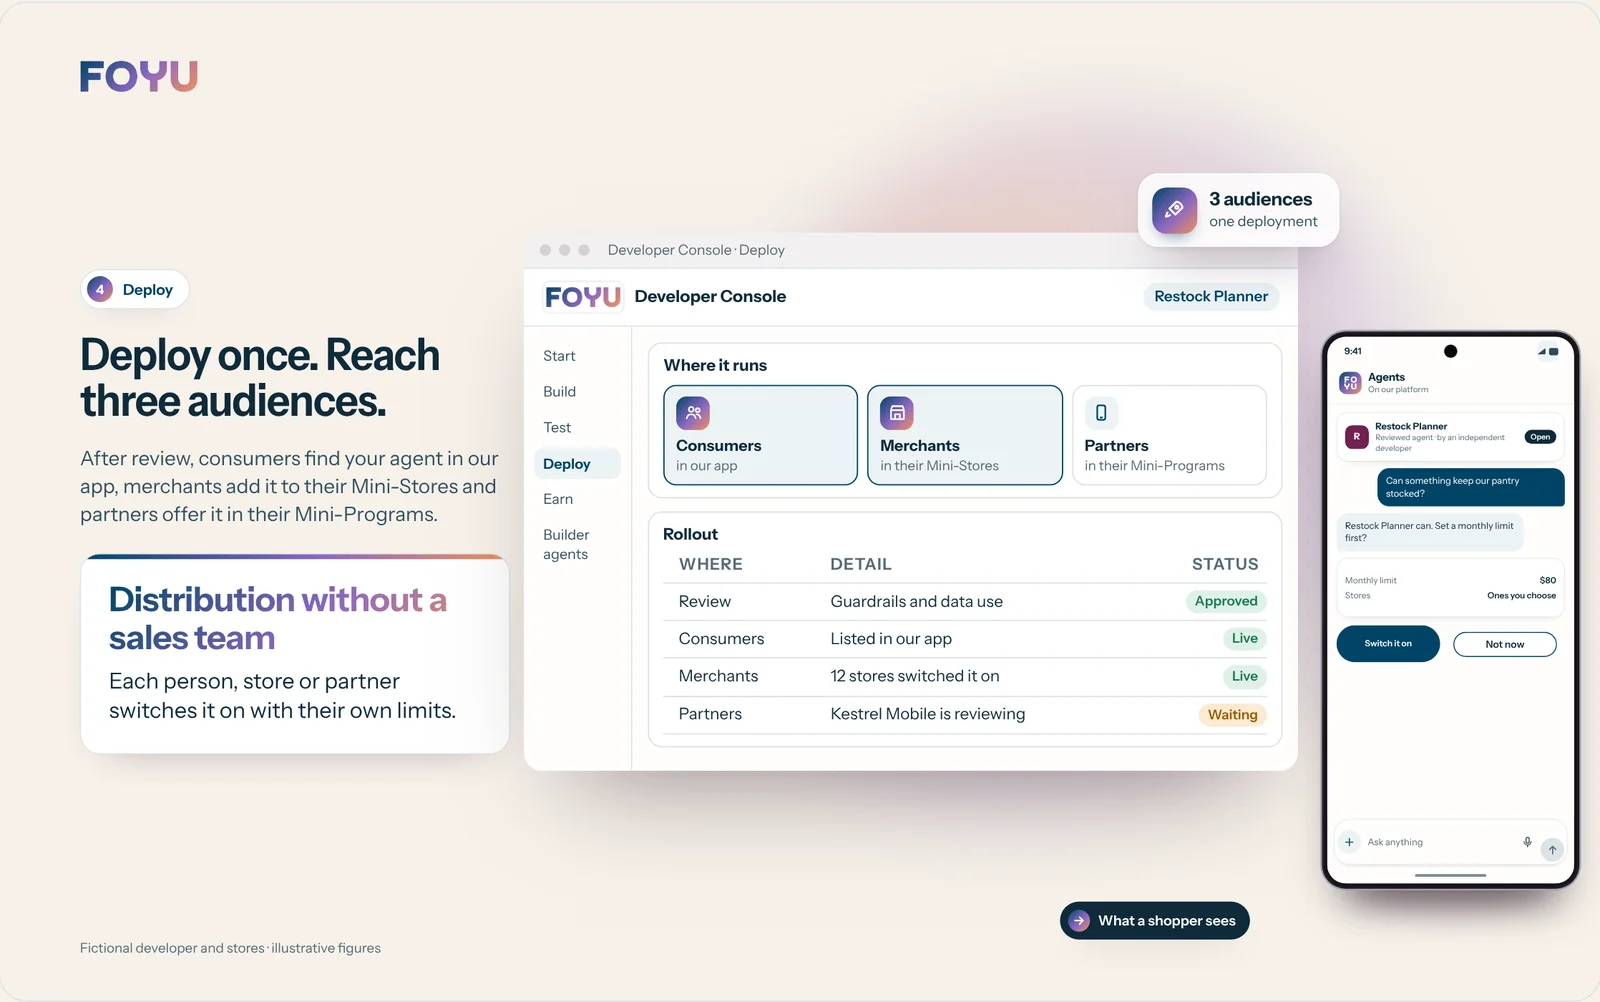 FOYU
4 Deploy
Deploy once. Reach
three audiences.
After review, consumers find your agent in our
app, merchants add it to their Mini-Stores and
partners offer it in their Mini-Programs.
Distribution without a
sales team
Each person, store or partner
switches it on with their own limits.
Fictional developer and stores · illustrative figures
3 audiences
one deployment
Developer Console · Deploy
FOYU Developer Console
Restock Planner
Start
Build
Test
Deploy
Earn
Builder
agents
Where it runs
Consumers
in our app
Merchants
in their Mini-Stores
Partners
in their Mini-Programs
Rollout
WHERE DETAIL STATUS
Review Guardrails and data use Approved
Consumers Listed in our app Live
Merchants 12 stores switched it on Live
Partners Kestrel Mobile is reviewing Waiting
What a shopper sees
9:41
FOYU
Agents
On our platform
R
Restock Planner
Reviewed agent · by an independent
developer
Open
Can something keep our pantry
stocked?
Restock Planner can. Set a monthly limit
first?
Monthly limit $80
Stores Ones you choose
Switch it on
Not now
+ Ask anything